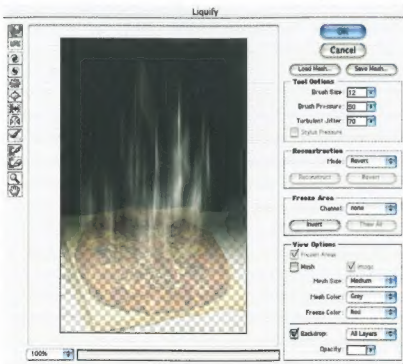 Liquify
OK
Cancel
Load Mesh... Save Mesh...
Tool Options
Brush Size: 12
Brush Pressure: 50
Turbulent Jitter: 70
Stylus Pressure
Reconstruction
Mode: Revert
Reconstruct Revert
Freeze Area
Channel: None
Invert Thaw All
View Options
Frozen Areas
Mesh Image
Mesh Size: Medium
Mesh Color: Gray
Freeze Color: Red
Backdrop: All Layers
Opacity:
100%